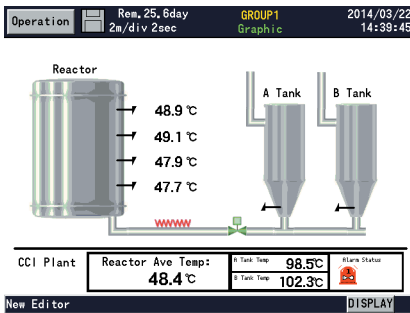 Operation
Rem.25.6day
2m/div 2sec
GROUP1
Graphic
2014/03/22
14:39:45
Reactor
A Tank
B Tank
48.9 ℃
49.1 ℃
47.9 ℃
47.7 ℃
CCI Plant
Reactor Ave Temp:
48.4 ℃
A Tank Temp 98.5℃
B Tank Temp 102.3℃
Alarm Status
New Editor
DISPLAY